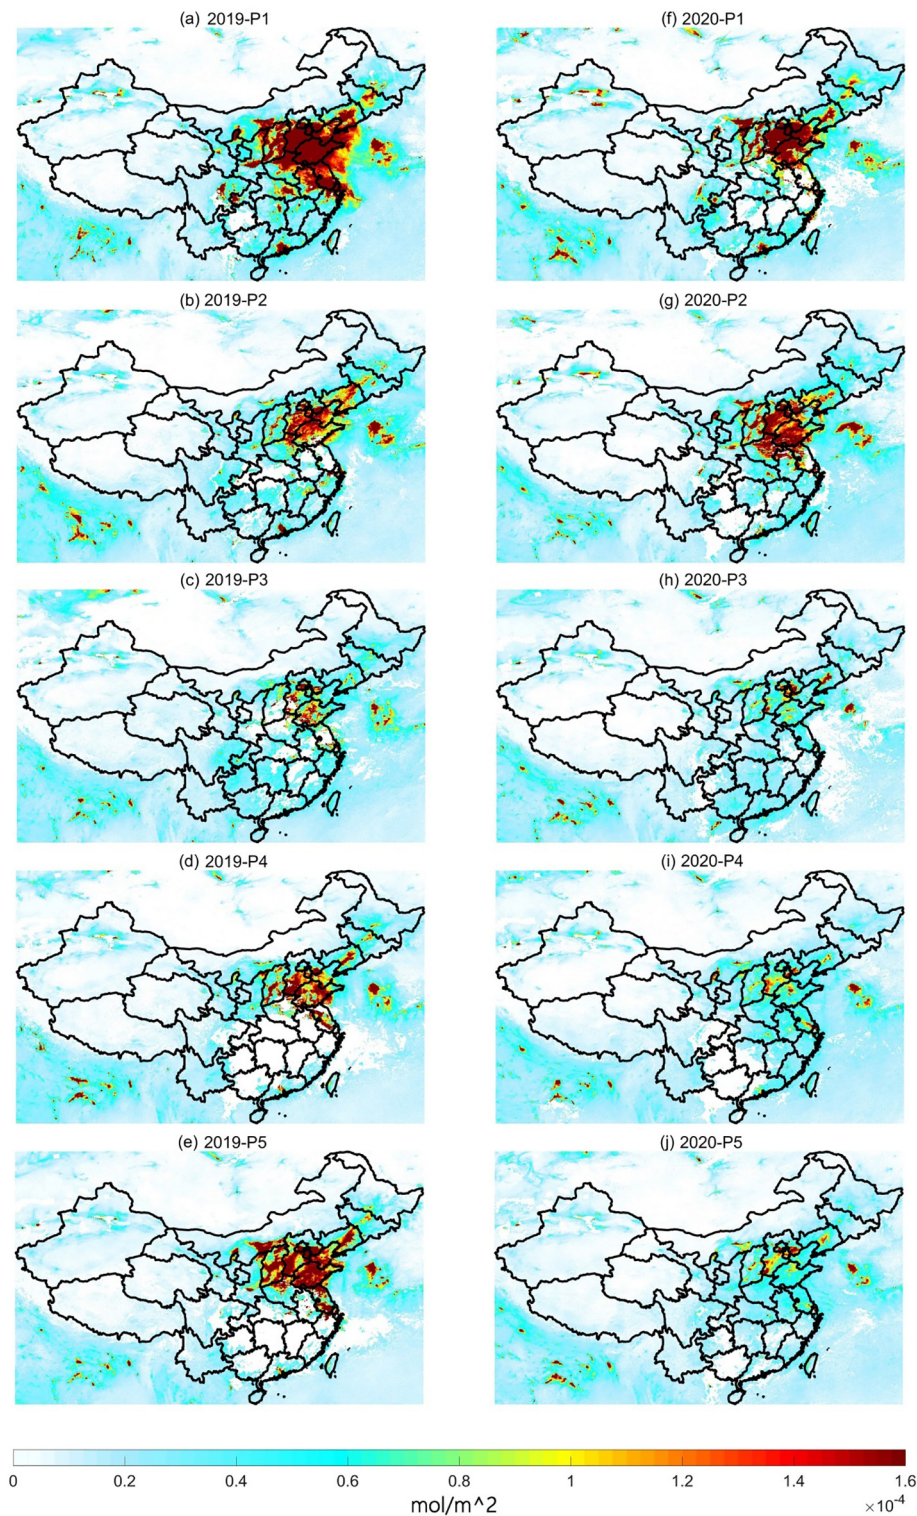 (a) 2019-P1
(f) 2020-P1
(b) 2019-P2
(g) 2020-P2
(c) 2019-P3
(h) 2020-P3
(d) 2019-P4
(i) 2020-P4
(e) 2019-P5
(j) 2020-P5
0 0.2 0.4 0.6 0.8 1 1.2 1.4 1.6
mol/m^2
×10⁻⁴